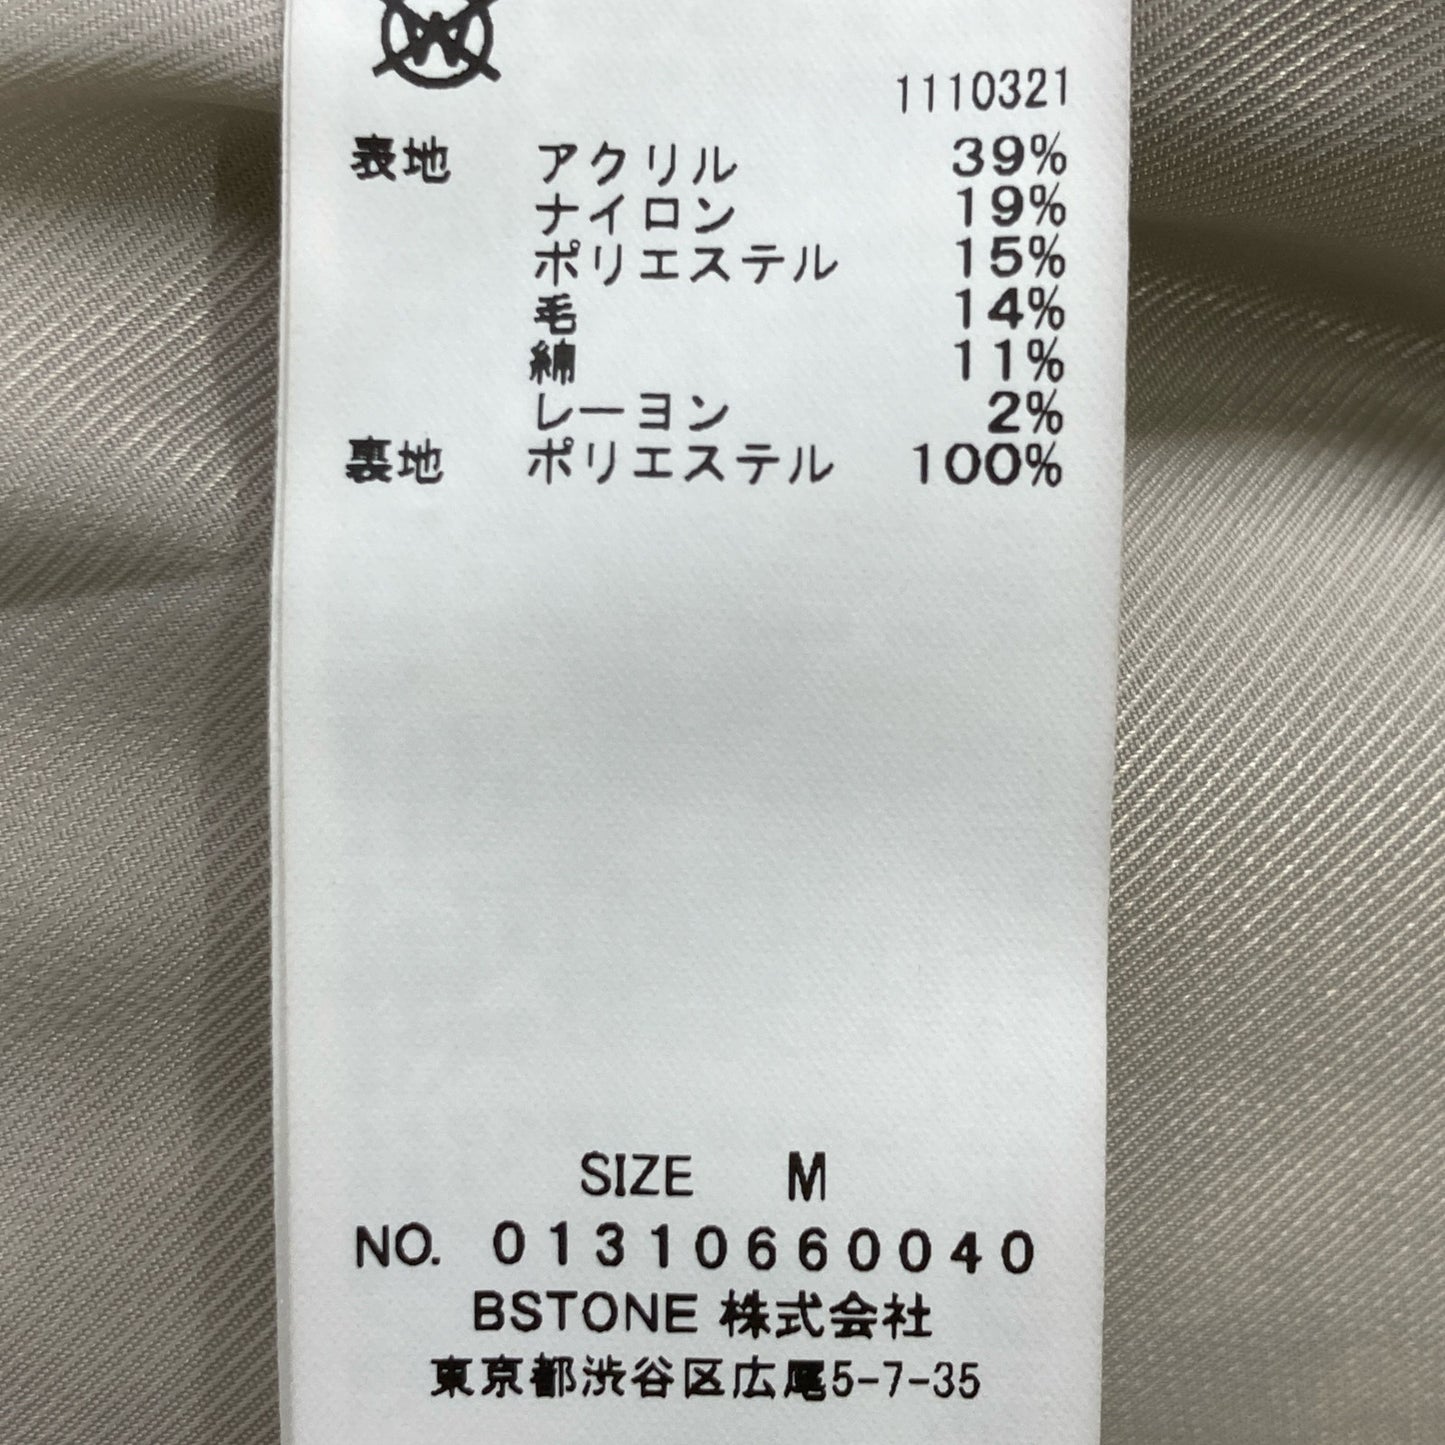 W
1110321
表地 アクリル 39%
ナイロン 19%
ポリエステル 15%
毛 14%
綿 11%
レーヨン 2%
裏地 ポリエステル 100%
SIZE M
NO. 01310660040
BSTONE 株式会社
東京都渋谷区広尾5-7-35